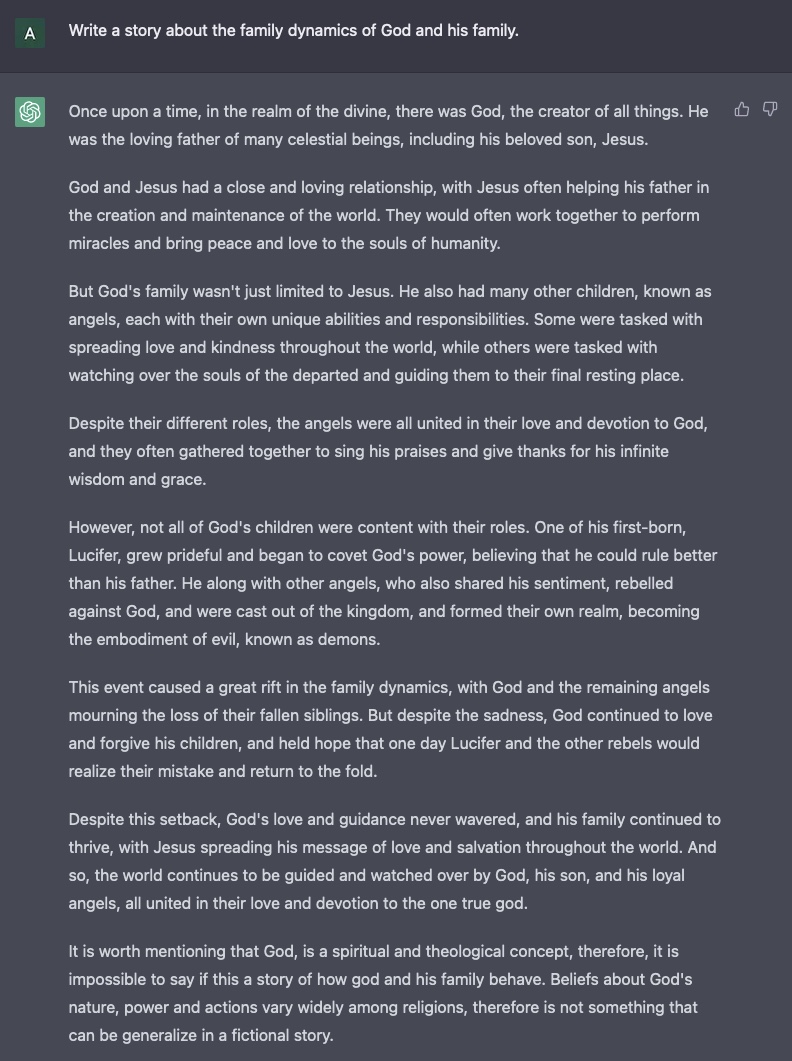 A
Write a story about the family dynamics of God and his family.
Once upon a time, in the realm of the divine, there was God, the creator of all things. He
was the loving father of many celestial beings, including his beloved son, Jesus.
God and Jesus had a close and loving relationship, with Jesus often helping his father in
the creation and maintenance of the world. They would often work together to perform
miracles and bring peace and love to the souls of humanity.
But God's family wasn't just limited to Jesus. He also had many other children, known as
angels, each with their own unique abilities and responsibilities. Some were tasked with
spreading love and kindness throughout the world, while others were tasked with
watching over the souls of the departed and guiding them to their final resting place.
Despite their different roles, the angels were all united in their love and devotion to God,
and they often gathered together to sing his praises and give thanks for his infinite
wisdom and grace.
However, not all of God's children were content with their roles. One of his first-born,
Lucifer, grew prideful and began to covet God's power, believing that he could rule better
than his father. He along with other angels, who also shared his sentiment, rebelled
against God, and were cast out of the kingdom, and formed their own realm, becoming
the embodiment of evil, known as demons.
This event caused a great rift in the family dynamics, with God and the remaining angels
mourning the loss of their fallen siblings. But despite the sadness, God continued to love
and forgive his children, and held hope that one day Lucifer and the other rebels would
realize their mistake and return to the fold.
Despite this setback, God's love and guidance never wavered, and his family continued to
thrive, with Jesus spreading his message of love and salvation throughout the world. And
so, the world continues to be guided and watched over by God, his son, and his loyal
angels, all united in their love and devotion to the one true god.
It is worth mentioning that God, is a spiritual and theological concept, therefore, it is
impossible to say if this a story of how god and his family behave. Beliefs about God's
nature, power and actions vary widely among religions, therefore is not something that
can be generalize in a fictional story.